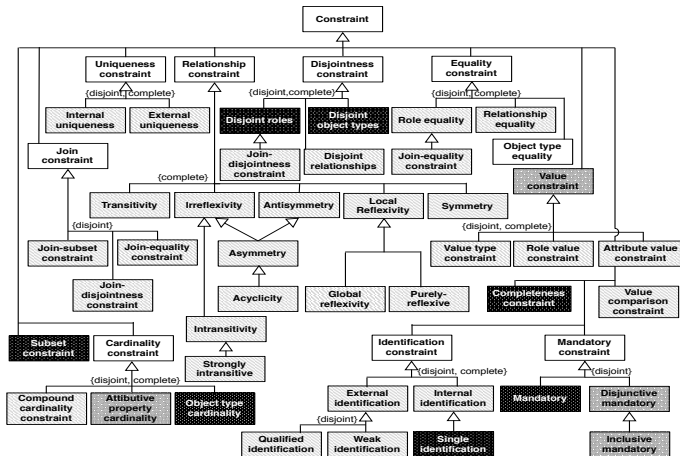 Constraint
Uniqueness
constraint
Relationship
constraint
Disjointness
constraint
Equality
constraint
{disjoint,complete}
{disjoint,complete}
{disjoint,complete}
Internal
uniqueness
External
uniqueness
Disjoint roles
Disjoint
object types
Role equality
Relationship
equality
Join
constraint
Join-
disjointness
constraint
Disjoint
relationships
Join-equality
constraint
Object type
equality
{complete}
Value
constraint
Transitivity
Irreflexivity
Antisymmetry
Local
Reflexivity
Symmetry
{disjoint}
{disjoint, complete}
Join-subset
constraint
Join-equality
constraint
Asymmetry
Value type
constraint
Role value
constraint
Attribute value
constraint
Join-
disjointness
constraint
Acyclicity
Global
reflexivity
Purely-
reflexive
Completeness
constraint
Value
comparison
constraint
Intransitivity
Subset
constraint
Cardinality
constraint
Identification
constraint
Mandatory
constraint
Strongly
intransitive
{disjoint, complete}
{disjoint, complete}
{disjoint}
Compound
cardinality
constraint
Attibutive
property
cardinality
Object type
cardinality
External
identification
Internal
identification
Mandatory
Disjunctive
mandatory
{disjoint}
Qualified
identification
Weak
identification
Single
identification
Inclusive
mandatory